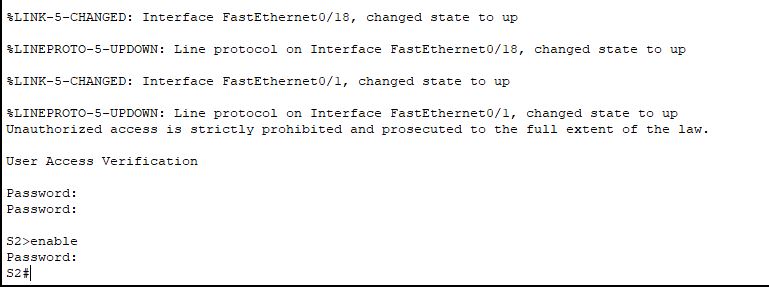 %LINK-5-CHANGED: Interface FastEthernet0/18, changed state to up
%LINEPROTO-5-UPDOWN: Line protocol on Interface FastEthernet0/18, changed state to up
%LINK-5-CHANGED: Interface FastEthernet0/1, changed state to up
%LINEPROTO-5-UPDOWN: Line protocol on Interface FastEthernet0/1, changed state to up
Unauthorized access is strictly prohibited and prosecuted to the full extent of the law.
User Access Verification
Password:
Password:
S2>enable
Password:
S2#